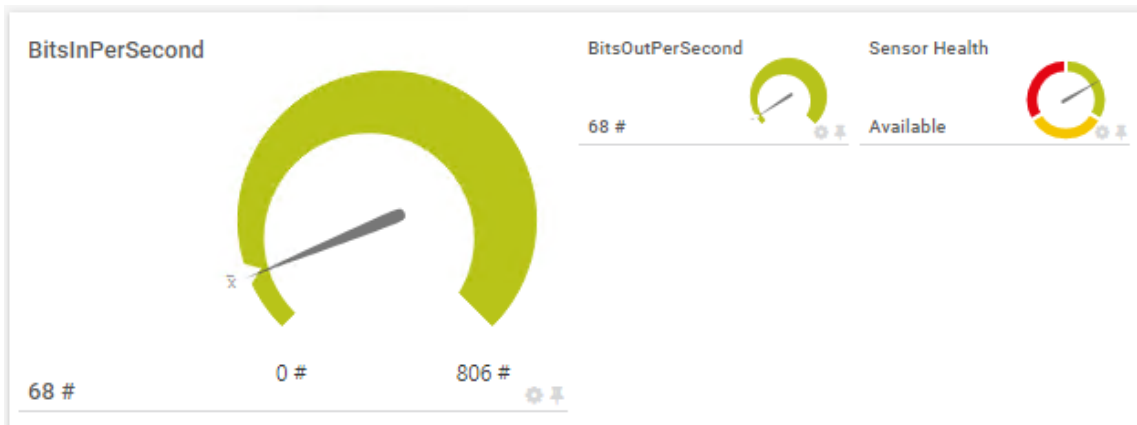 BitsInPerSecond
x̄
0 #
806 #
68 #
BitsOutPerSecond
68 #
Sensor Health
Available